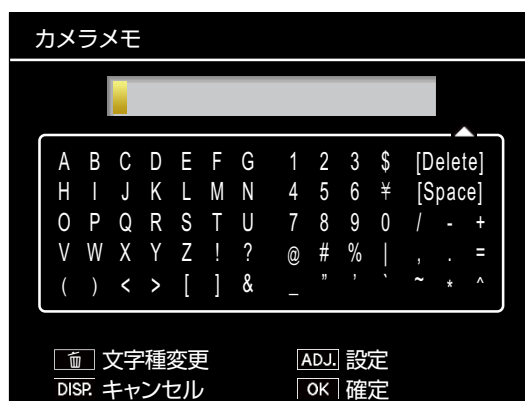 カメラメモ
A B C D E F G 1 2 3 $ [Delete]
H I J K L M N 4 5 6 ¥ [Space]
O P Q R S T U 7 8 9 0 / - +
V W X Y Z ! ? @ # % | , . =
( ) < > [ ] & _ ” ’ ` ~ * ^
文字種変更 ADJ. 設定
DISP. キャンセル OK 確定